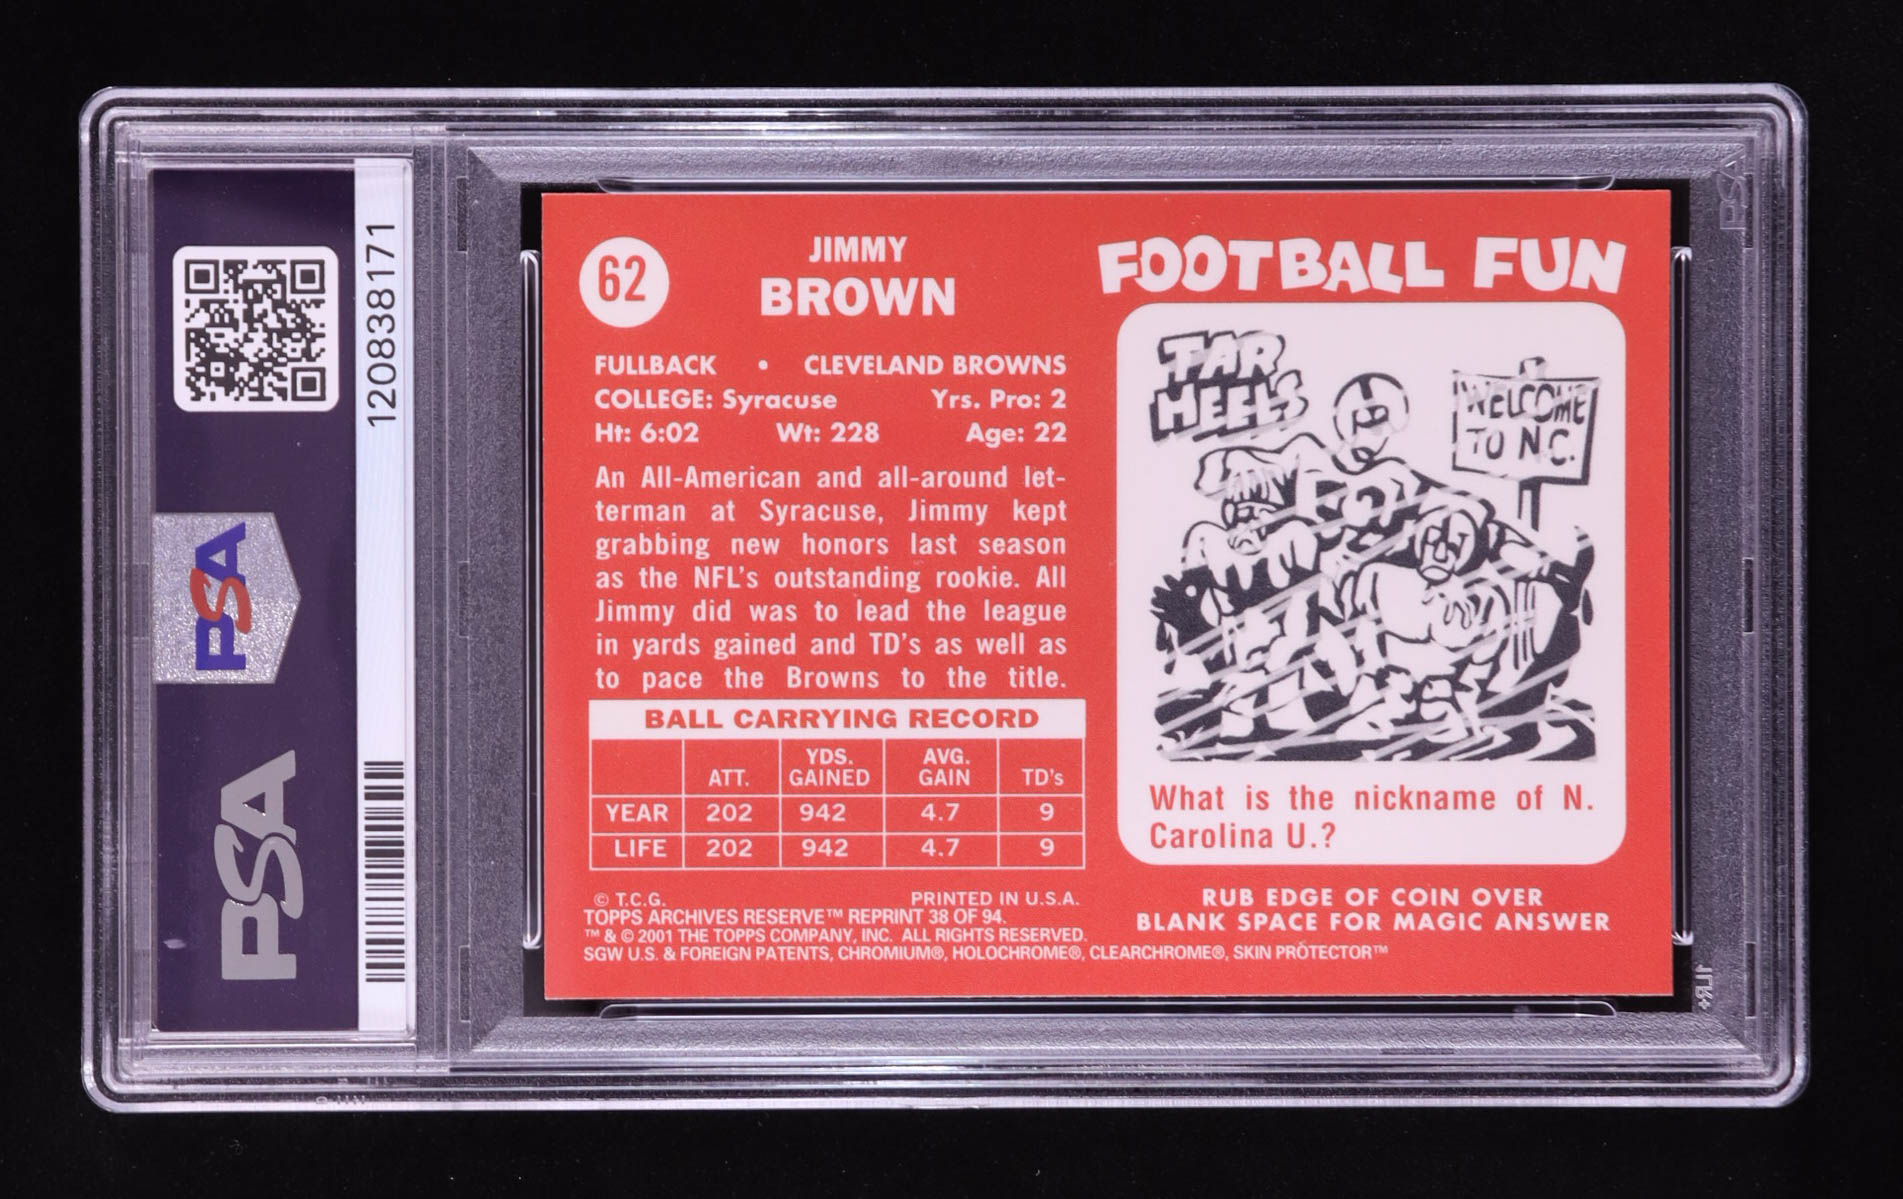 120838171
PSA
PSA
PSA
62
JIMMY
BROWN
FULLBACK • CLEVELAND BROWNS
COLLEGE: Syracuse Yrs. Pro: 2
Ht: 6:02 Wt: 228 Age: 22
An All-American and all-around let-
terman at Syracuse, Jimmy kept
grabbing new honors last season
as the NFL's outstanding rookie. All
Jimmy did was to lead the league
in yards gained and TD's as well as
to pace the Browns to the title.
BALL CARRYING RECORD
ATT. YDS. GAINED AVG. GAIN TD's
YEAR 202 942 4.7 9
LIFE 202 942 4.7 9
© T.C.G. PRINTED IN U.S.A.
TOPPS ARCHIVES RESERVE™ REPRINT 38 OF 94.
™ & © 2001 THE TOPPS COMPANY, INC. ALL RIGHTS RESERVED.
SGW U.S. & FOREIGN PATENTS, CHROMIUM®, HOLOCHROME®, CLEARCHROME®, SKIN PROTECTOR™
FOOTBALL FUN
TAR
HEELS
WELCOME
TO N.C.
What is the nickname of N.
Carolina U.?
RUB EDGE OF COIN OVER
BLANK SPACE FOR MAGIC ANSWER